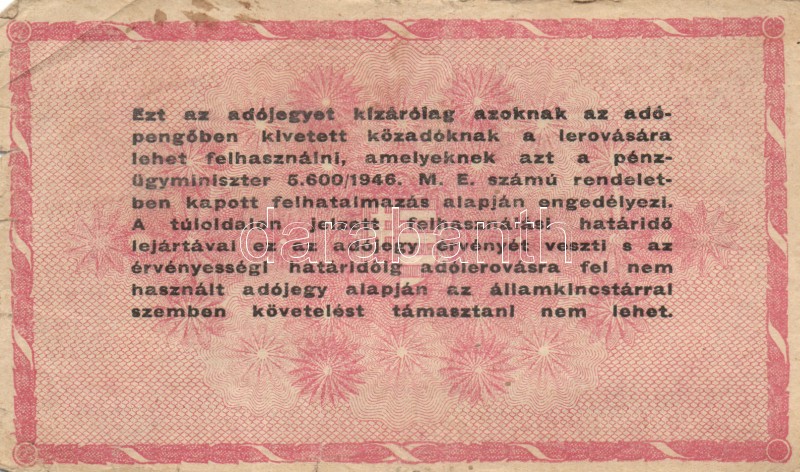 Ezt az adójegyet kizárólag azoknak az adó-
pengőben kivetett közadóknak a lerovására
lehet felhasználni, amelyeknek azt a pénz-
ügyminiszter 5.600/1946. M. E. számú rendelet-
ben kapott felhatalmazás alapján engedélyezi.
A túloldalon jelzett felhasználási határidő
lejártával ez az adójegy érvényét veszti s az
darabanth
érvényességi határidőig adólerovásra fel nem
használt adójegy alapján az államkincstárral
szemben követelést támasztani nem lehet.